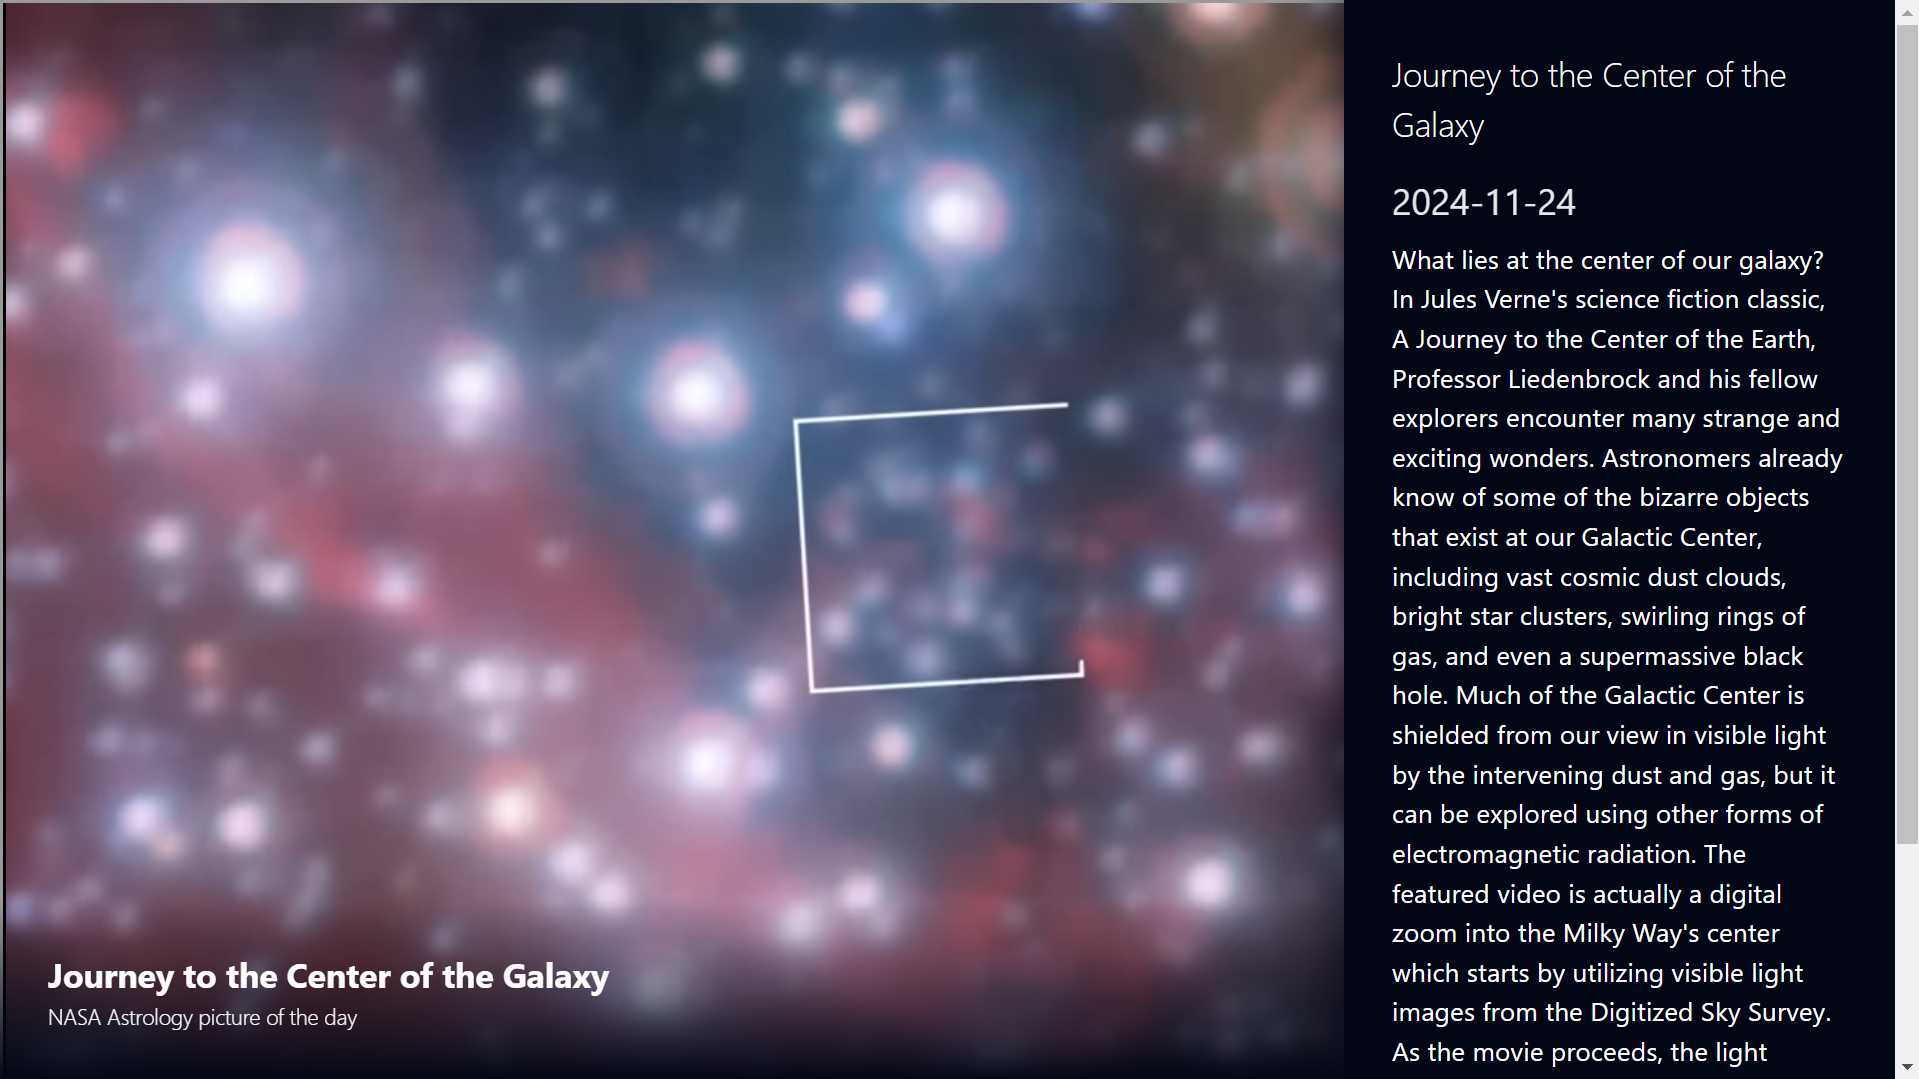 Journey to the Center of the Galaxy
NASA Astrology picture of the day
Journey to the Center of the
Galaxy
2024-11-24
What lies at the center of our galaxy?
In Jules Verne's science fiction classic,
A Journey to the Center of the Earth,
Professor Liedenbrock and his fellow
explorers encounter many strange and
exciting wonders. Astronomers already
know of some of the bizarre objects
that exist at our Galactic Center,
including vast cosmic dust clouds,
bright star clusters, swirling rings of
gas, and even a supermassive black
hole. Much of the Galactic Center is
shielded from our view in visible light
by the intervening dust and gas, but it
can be explored using other forms of
electromagnetic radiation. The
featured video is actually a digital
zoom into the Milky Way's center
which starts by utilizing visible light
images from the Digitized Sky Survey.
As the movie proceeds, the light